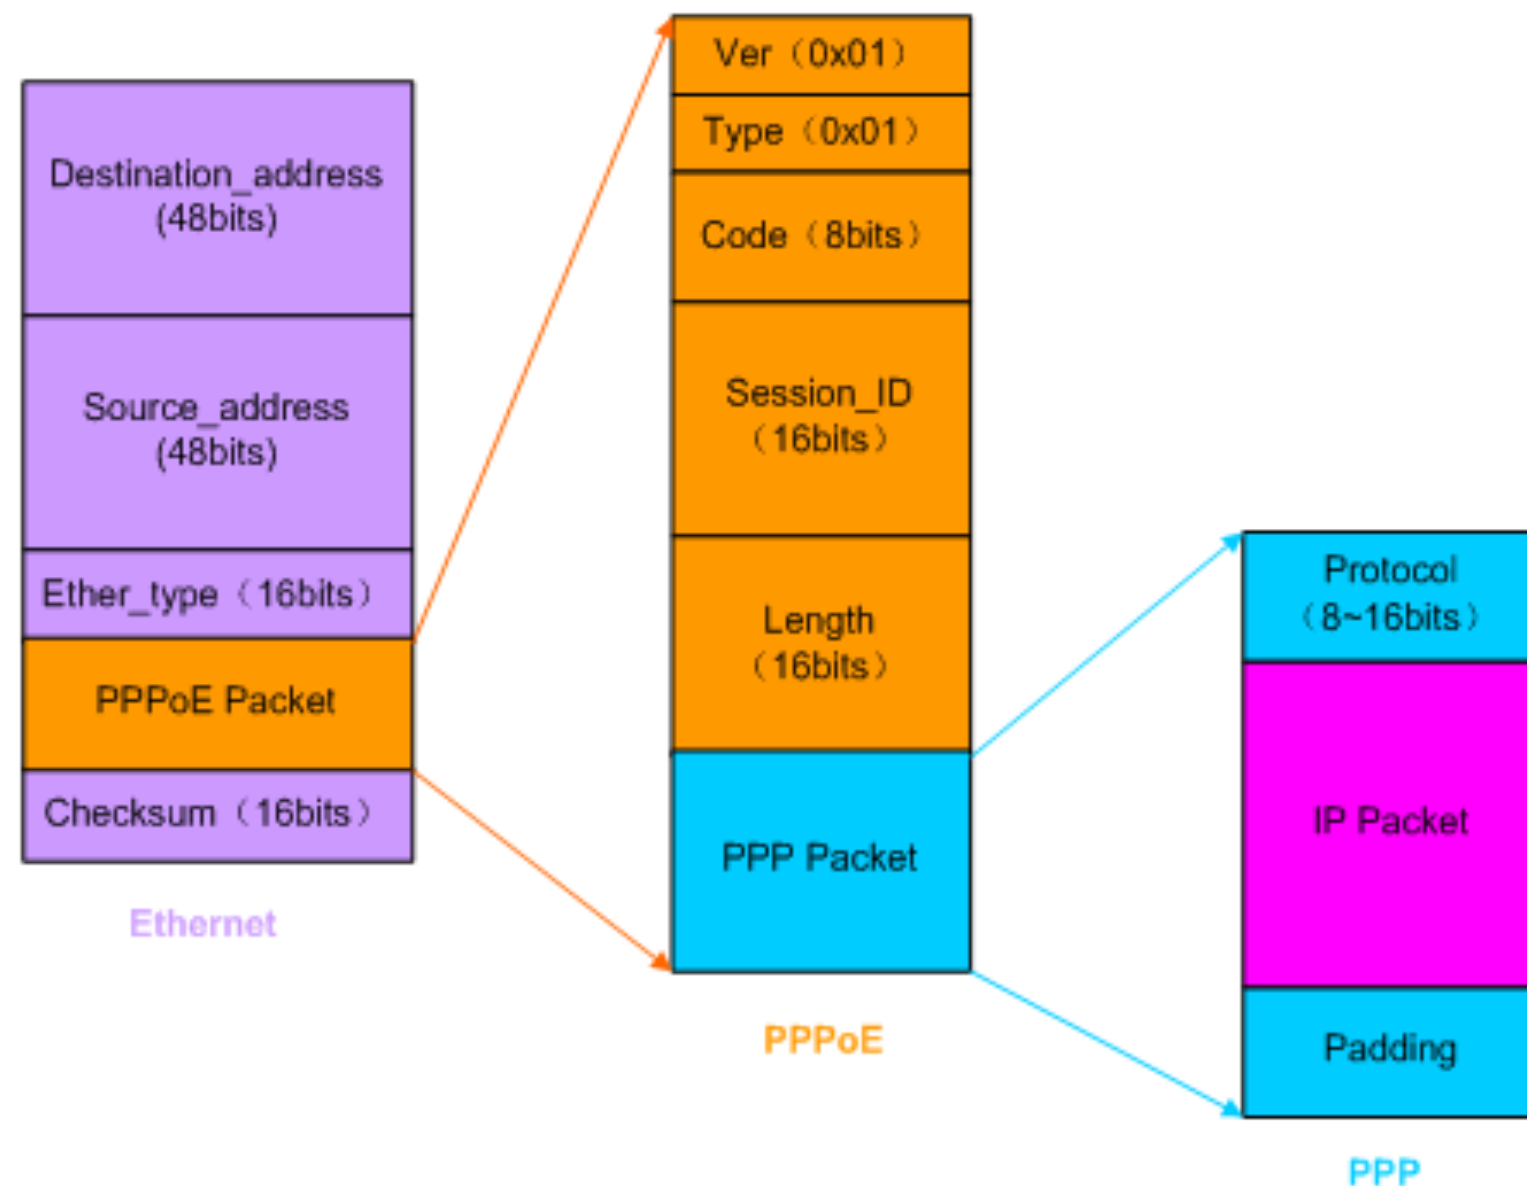 Destination_address
(48bits)
Source_address
(48bits)
Ether_type（16bits）
PPPoE Packet
Checksum（16bits）
Ethernet
Ver（0x01）
Type（0x01）
Code（8bits）
Session_ID
（16bits）
Length
（16bits）
PPP Packet
PPPoE
Protocol
（8~16bits）
IP Packet
Padding
PPP